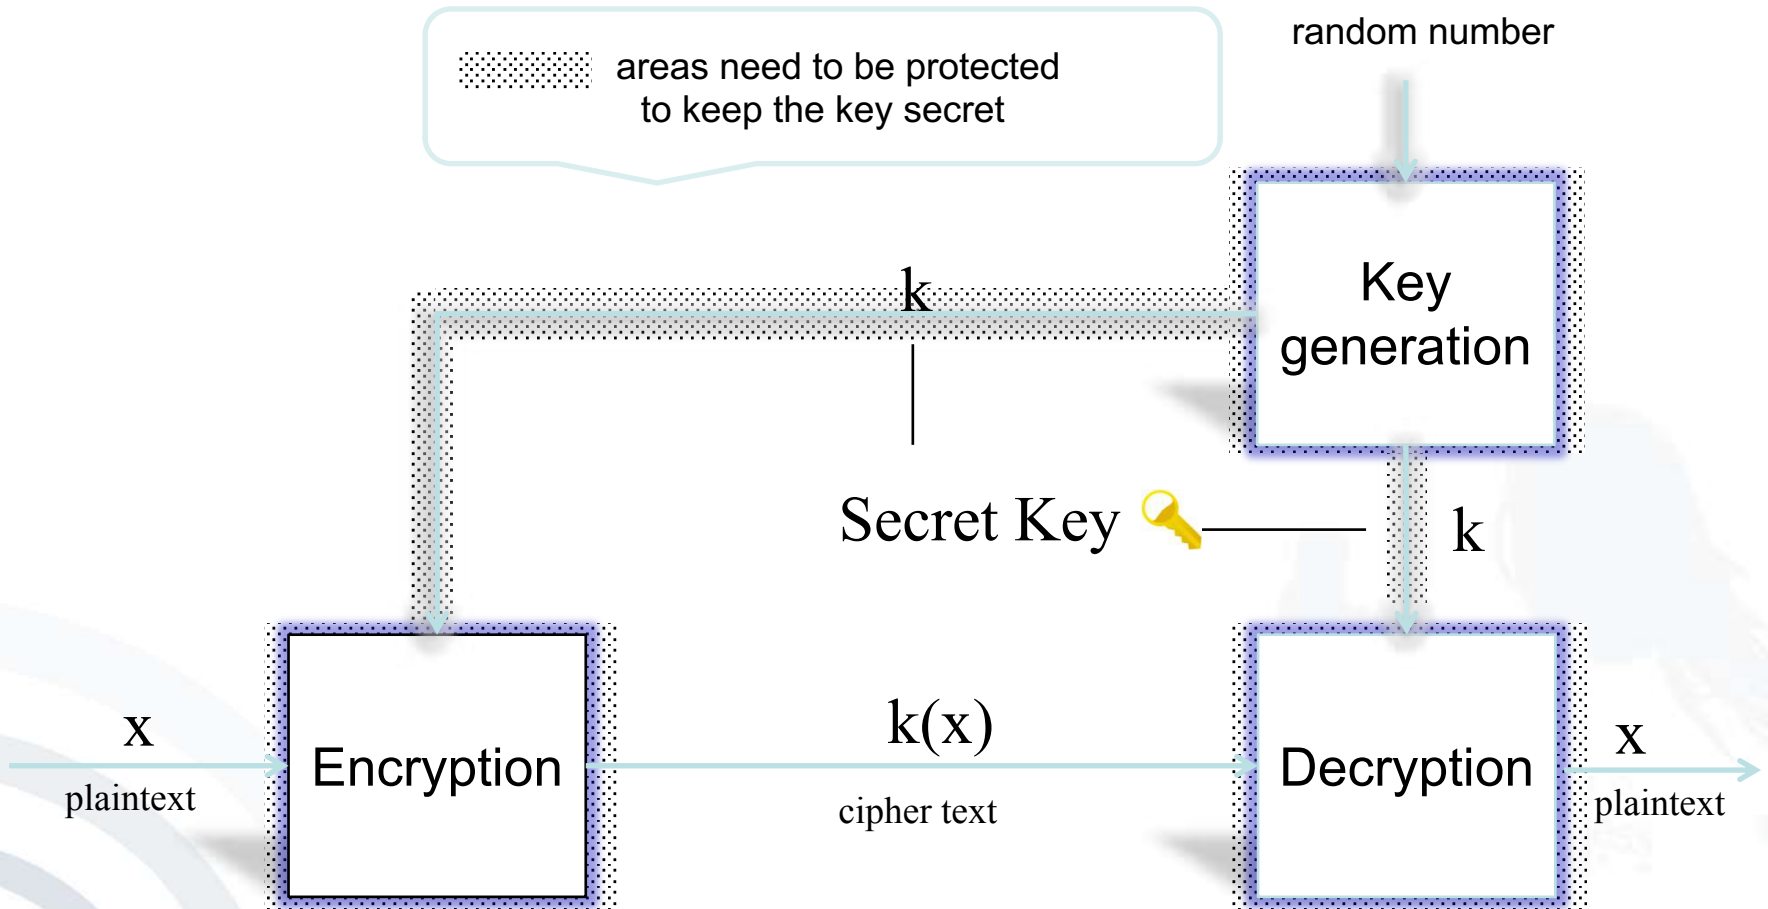 random number
areas need to be protected
to keep the key secret
Key
generation
k
Secret Key
k
x
plaintext
Encryption
k(x)
cipher text
Decryption
x
plaintext